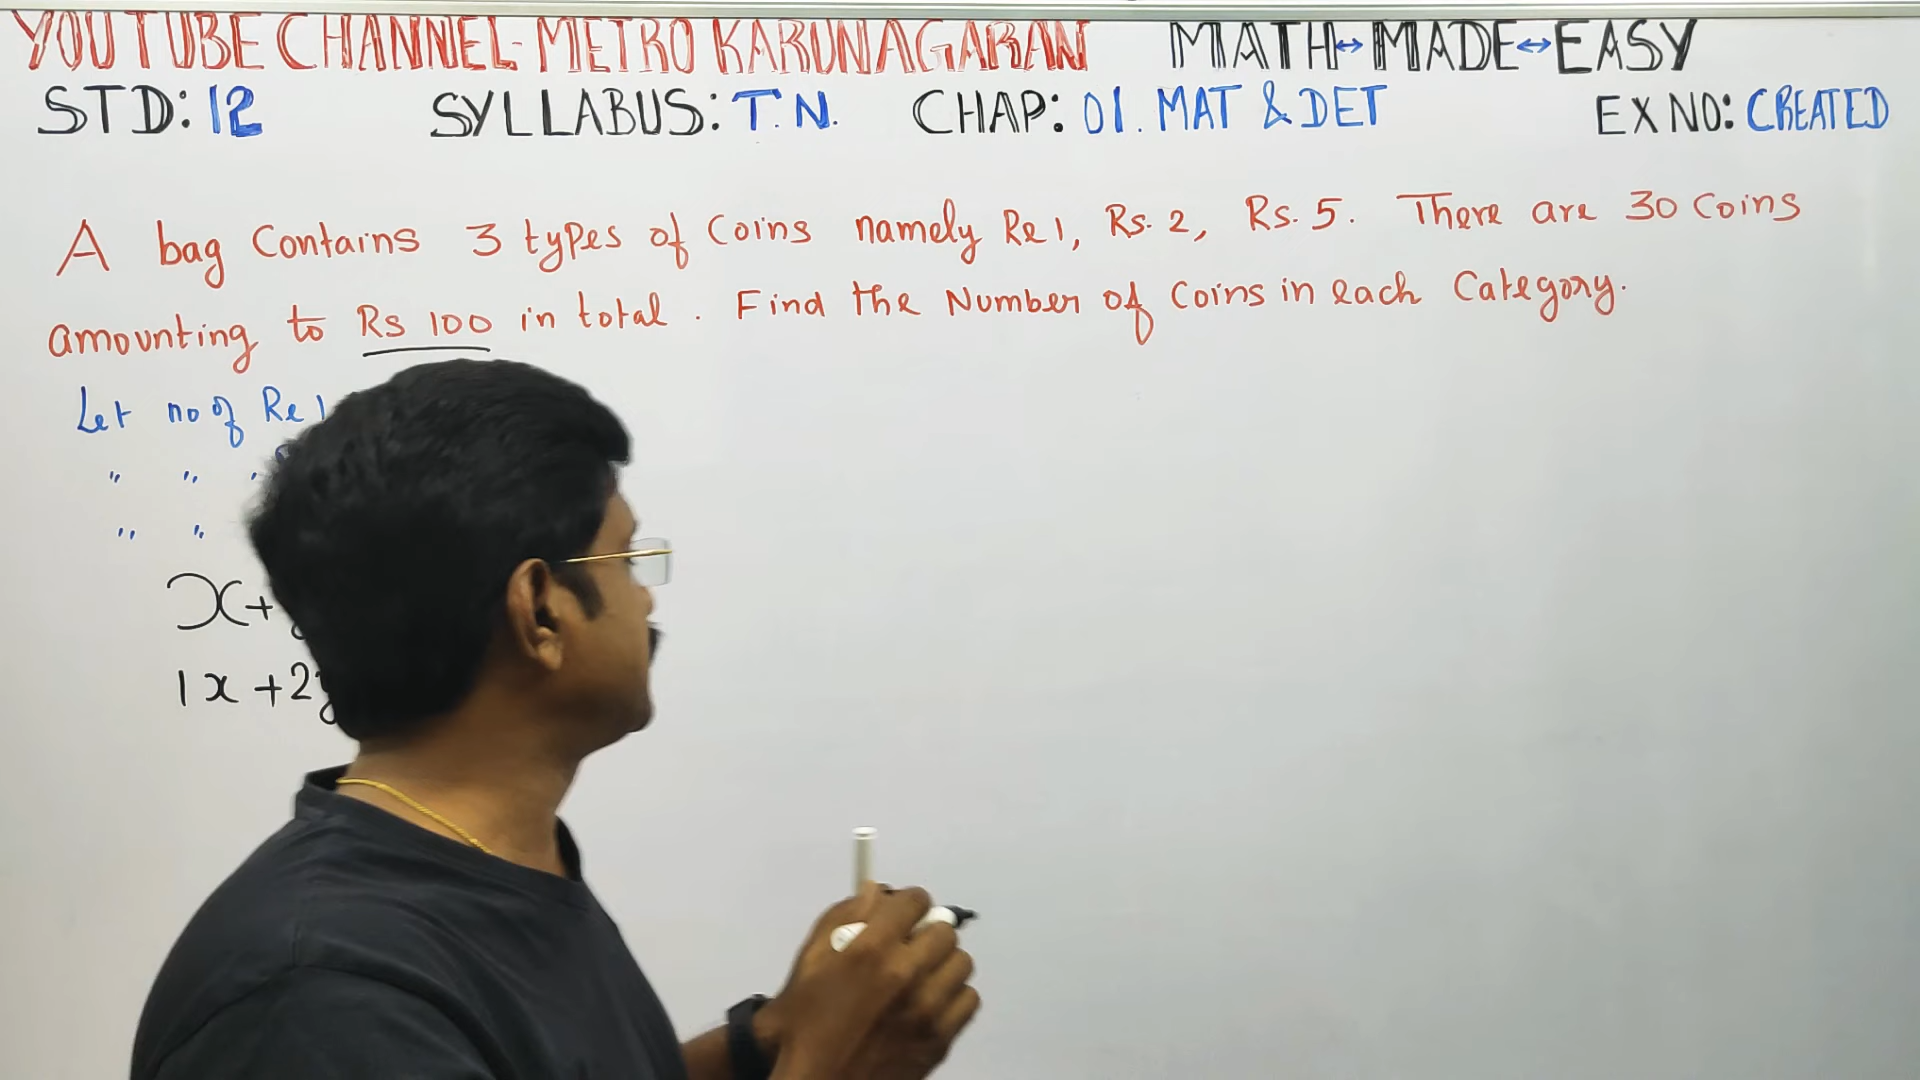 YOUTUBE CHANNEL-METRO KARUNAGARAN MATH↔MADE↔EASY
STD: 12 SYLLABUS: T.N. CHAP: 01. MAT & DET EX NO: CREATED
A bag Contains 3 types of Coins namely Re 1, Rs. 2, Rs. 5. There are 30 Coins
amounting to Rs 100 in total. Find the Number of Coins in each Category.
Let no of Re 1
" " "
" "
x+
1x+2y